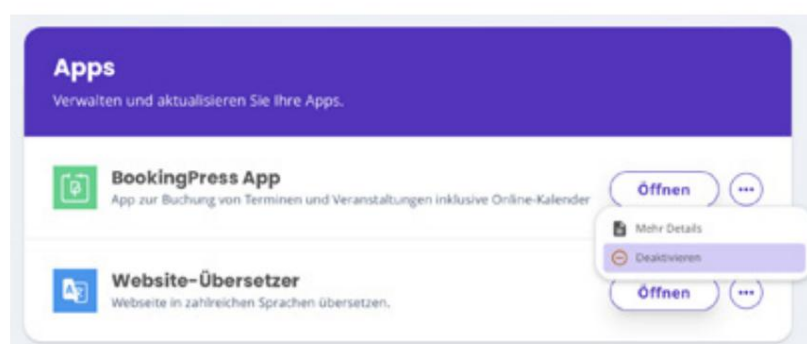 Apps
Verwalten und aktualisieren Sie Ihre Apps.
BookingPress App
App zur Buchung von Terminen und Veranstaltungen inklusive Online-Kalender
Öffnen
Mehr Details
Deaktivieren
Website-Übersetzer
Webseite in zahlreichen Sprachen übersetzen.
Öffnen